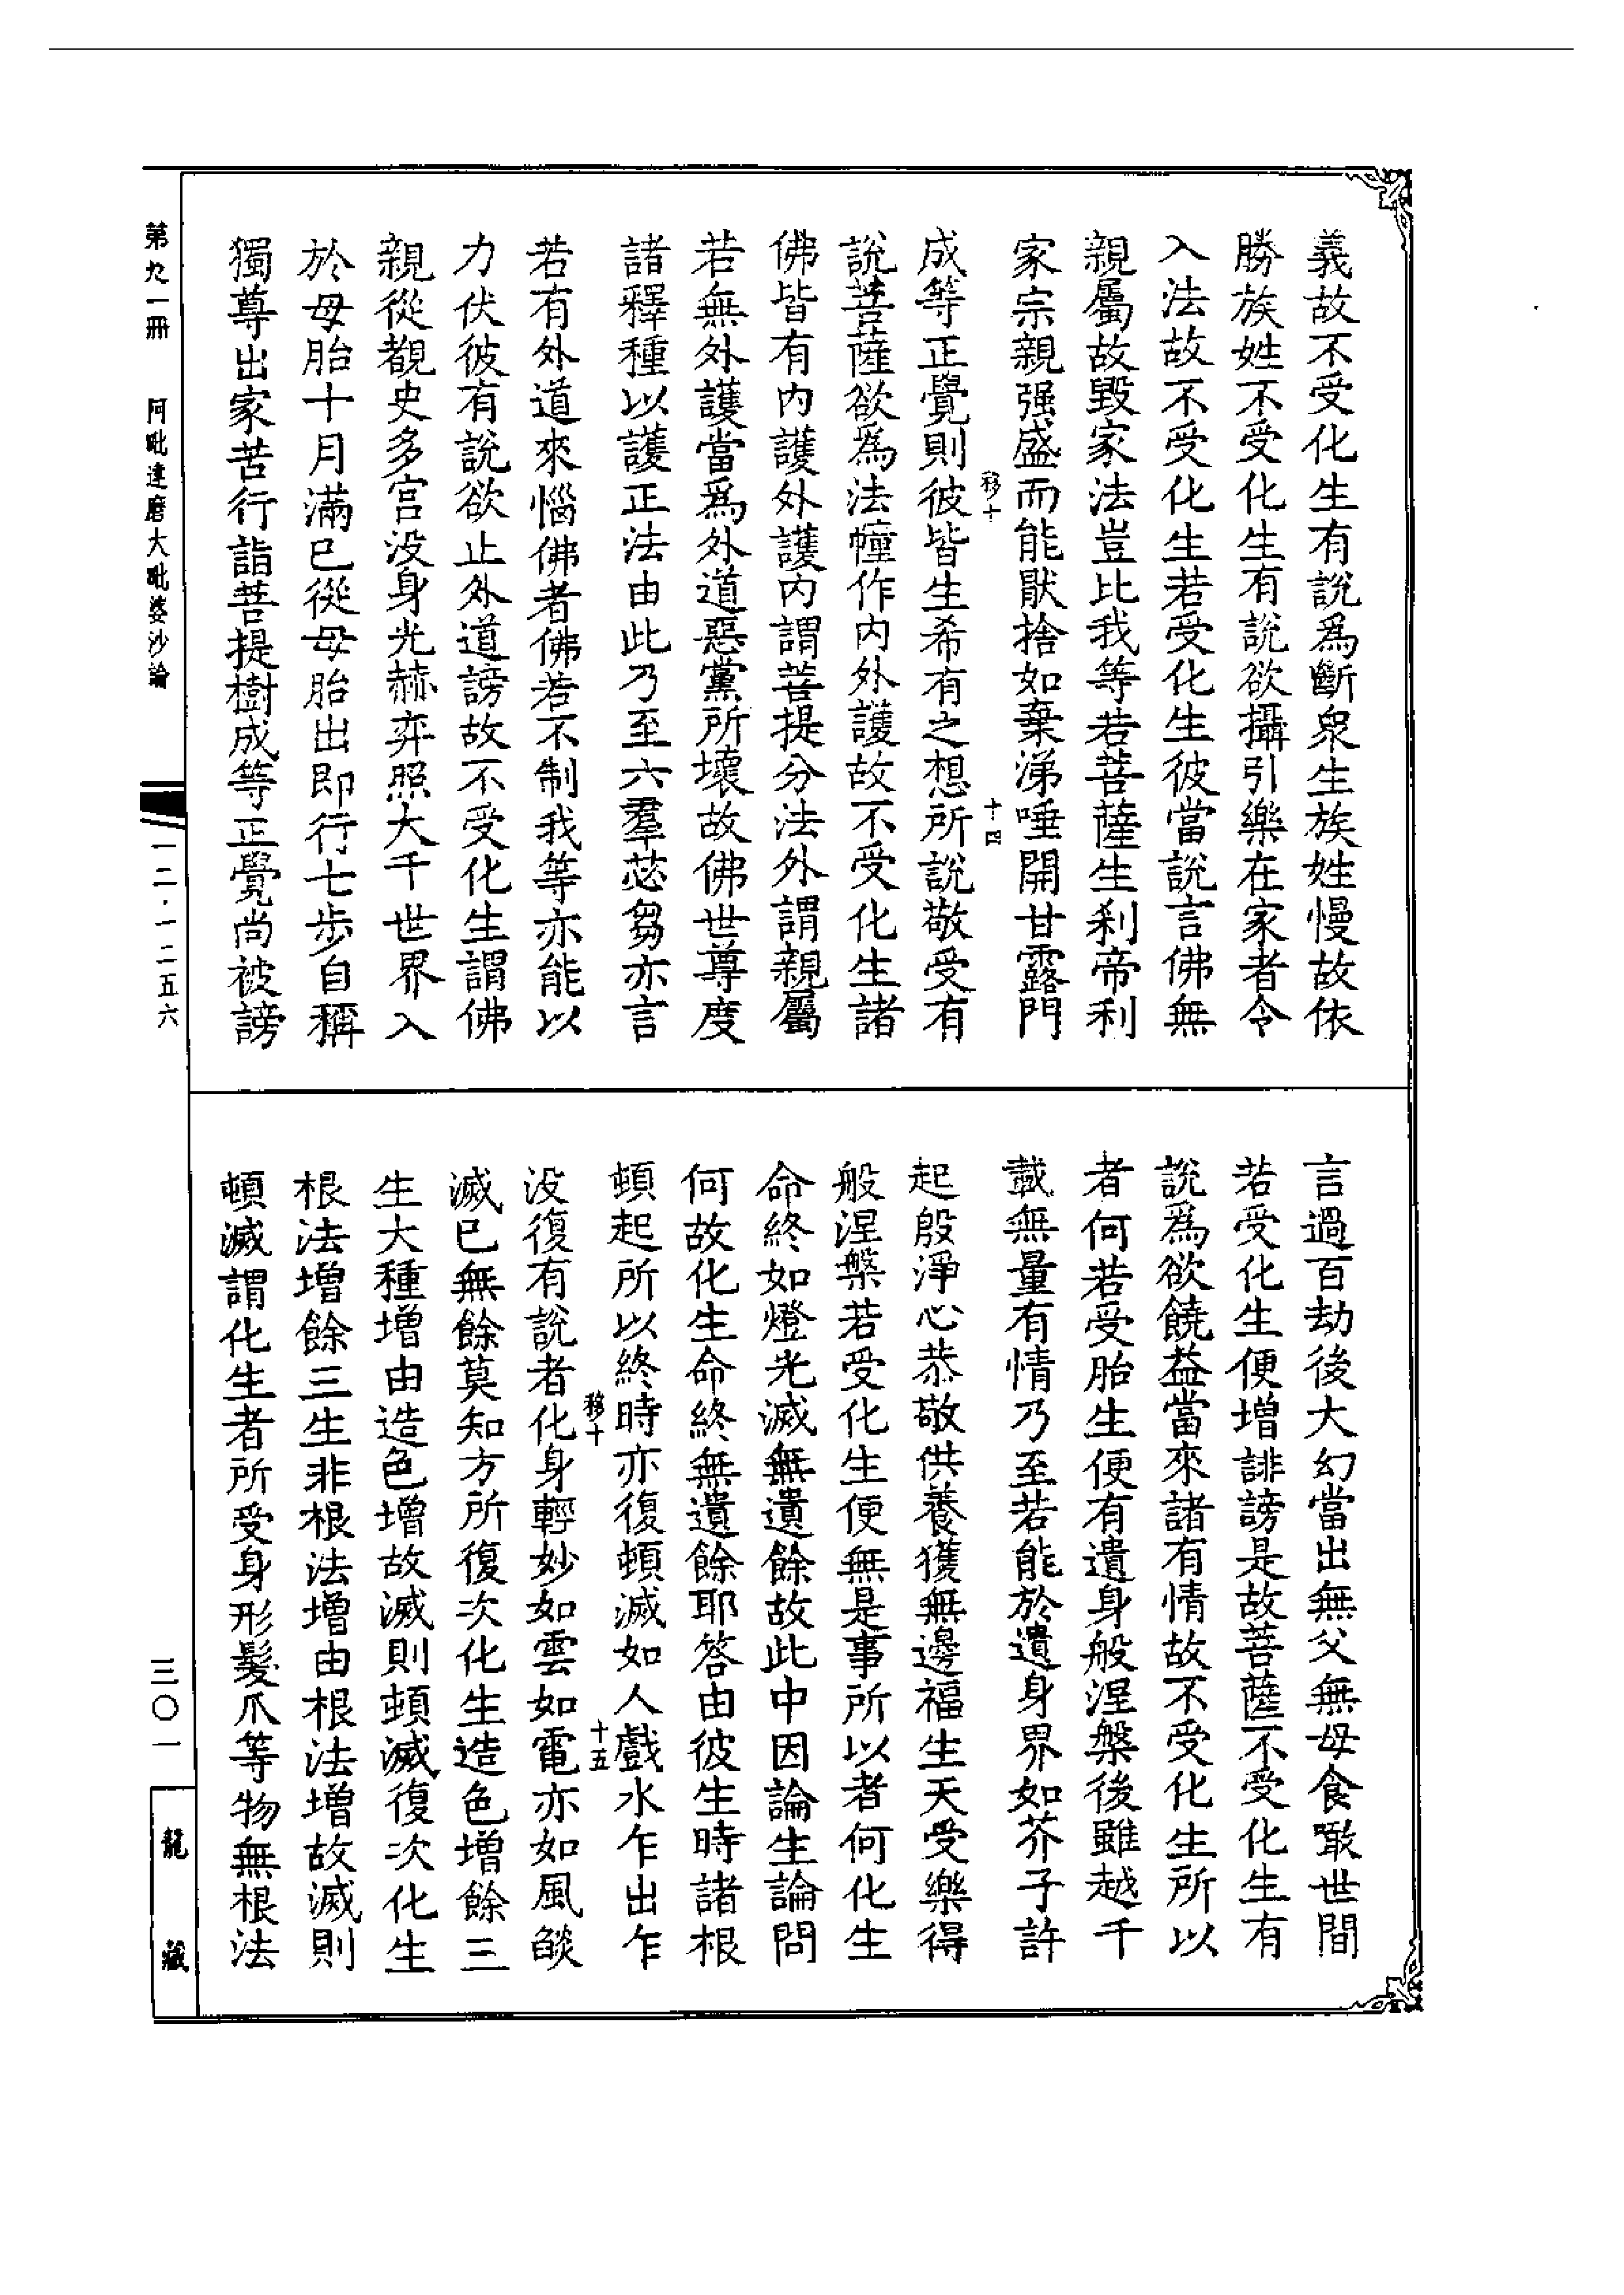 義故不受化生有說為斷衆生族姓慢故依
勝族姓不受化生有說欲攝引樂在家者令
入法故不受化生若受化生彼當說言佛無
親屬故毀家法豈比我等若菩薩生剎帝利
家宗親强盛而能厭捨如棄涕唾開甘露門
移十
十四
成等正覺則彼皆生希有之想所說敬受有
說菩薩欲為法幢作內外護故不受化生諸
佛皆有內護外護內謂菩提分法外謂親屬
若無外護當為外道惡黨所壞故佛世尊度
諸釋種以護正法由此乃至六羣苾芻亦言
若有外道來惱佛者佛若不制我等亦能以
力伏彼有說欲止外道謗故不受化生謂佛
親從覩史多宮没身光赫弈照大千世界入
於母胎十月滿已從母胎出即行七步自稱
獨尊出家苦行詣菩提樹成等正覺尚被謗
言過百劫後大幻當出無父無母食噉世間
若受化生便增誹謗是故菩薩不受化生有
說為欲饒益當來諸有情故不受化生所以
者何若受胎生便有遺身般涅槃後雖越千
載無量有情乃至若能於遺身界如芥子許
起殷淨心恭敬供養獲無邊福生天受樂得
般涅槃若受化生便無是事所以者何化生
命終如燈光滅無遺餘故此中因論生論問
何故化生命終無遺餘耶答由彼生時諸根
頓起所以終時亦復頓滅如人戲水乍出乍
移十
十五
没復有說者化身輕妙如雲如電亦如風燄
滅已無餘莫知方所復次化生造色增餘三
生大種增由造色增故滅則頓滅復次化生
根法增餘三生非根法增由根法增故滅則
頓滅謂化生者所受身形髮爪等物無根法
第九一冊 阿毗達磨大毗婆沙論
一二·一二五六
三〇一
龍藏